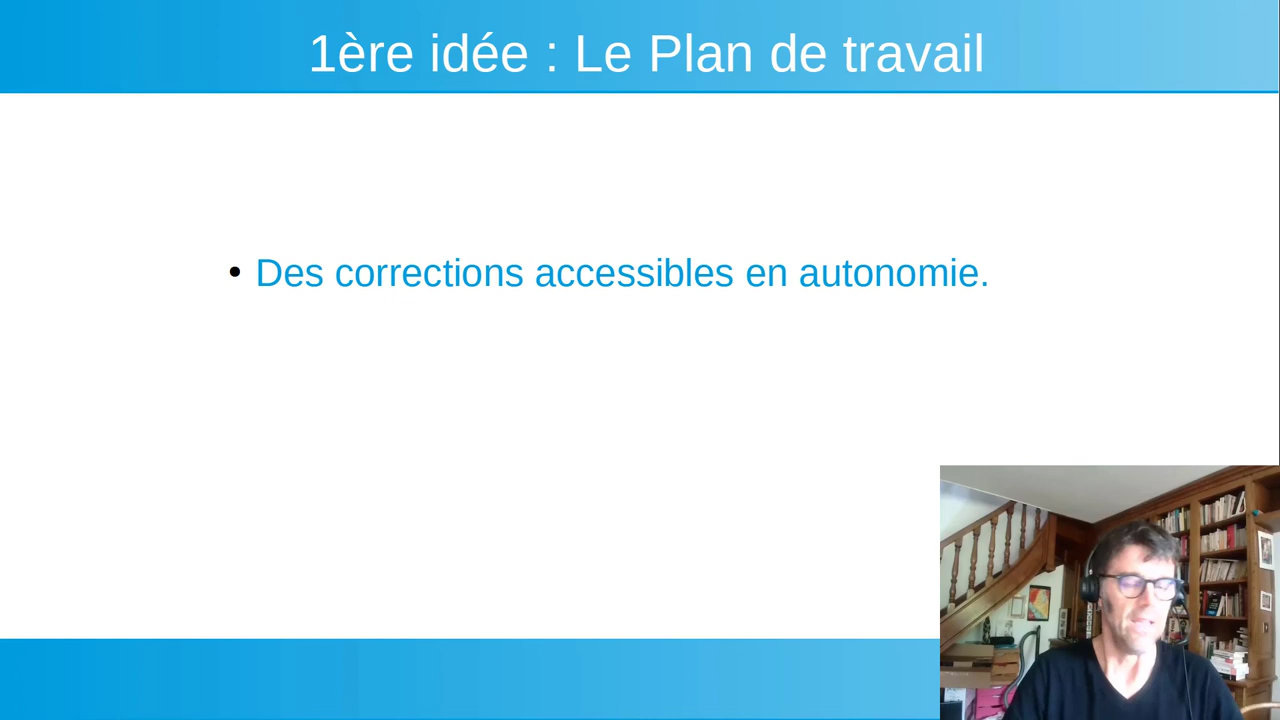 1ère idée : Le Plan de travail
• Des corrections accessibles en autonomie.